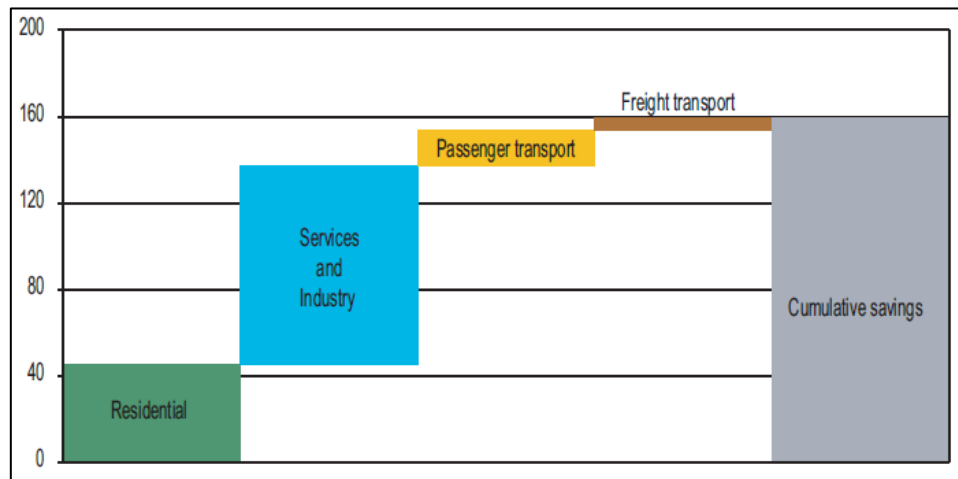 200
160
120
80
40
0
Residential
Services
and
Industry
Passenger transport
Freight transport
Cumulative savings